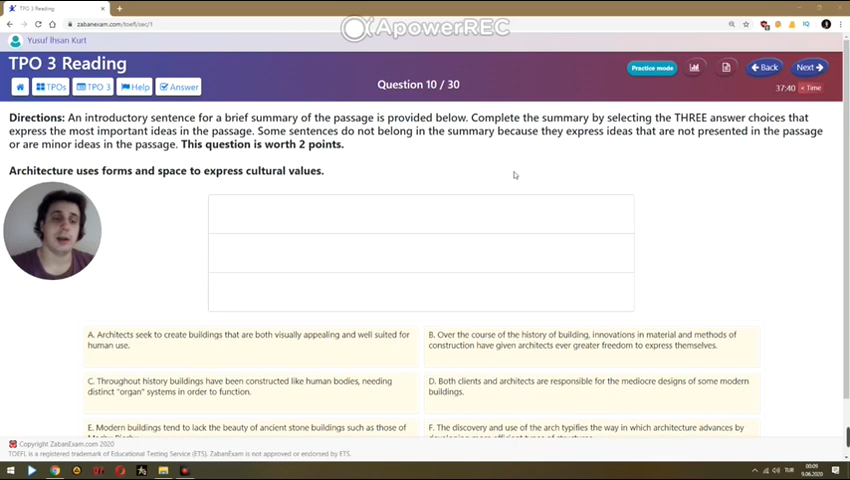 TPO 3 Reading
zabanexam.com/toefl/sec/1
ApowerREC
Yusuf İhsan Kurt
TPO 3 Reading
TPOs
TPO 3
Help
Answer
Question 10 / 30
Practice mode
Back
Next
37:40
< Time
Directions: An introductory sentence for a brief summary of the passage is provided below. Complete the summary by selecting the THREE answer choices that
express the most important ideas in the passage. Some sentences do not belong in the summary because they express ideas that are not presented in the passage
or are minor ideas in the passage. This question is worth 2 points.
Architecture uses forms and space to express cultural values.
A. Architects seek to create buildings that are both visually appealing and well suited for
human use.
B. Over the course of the history of building, innovations in material and methods of
construction have given architects ever greater freedom to express themselves.
C. Throughout history buildings have been constructed like human bodies, needing
distinct "organ" systems in order to function.
D. Both clients and architects are responsible for the mediocre designs of some modern
buildings.
E. Modern buildings tend to lack the beauty of ancient stone buildings such as those of
F. The discovery and use of the arch typifies the way in which architecture advances by
Copyright ZabanExam.com 2020
TOEFL is a registered trademark of Educational Testing Service (ETS). ZabanExam is not approved or endorsed by ETS.
TUR
00:09
9.06.2020